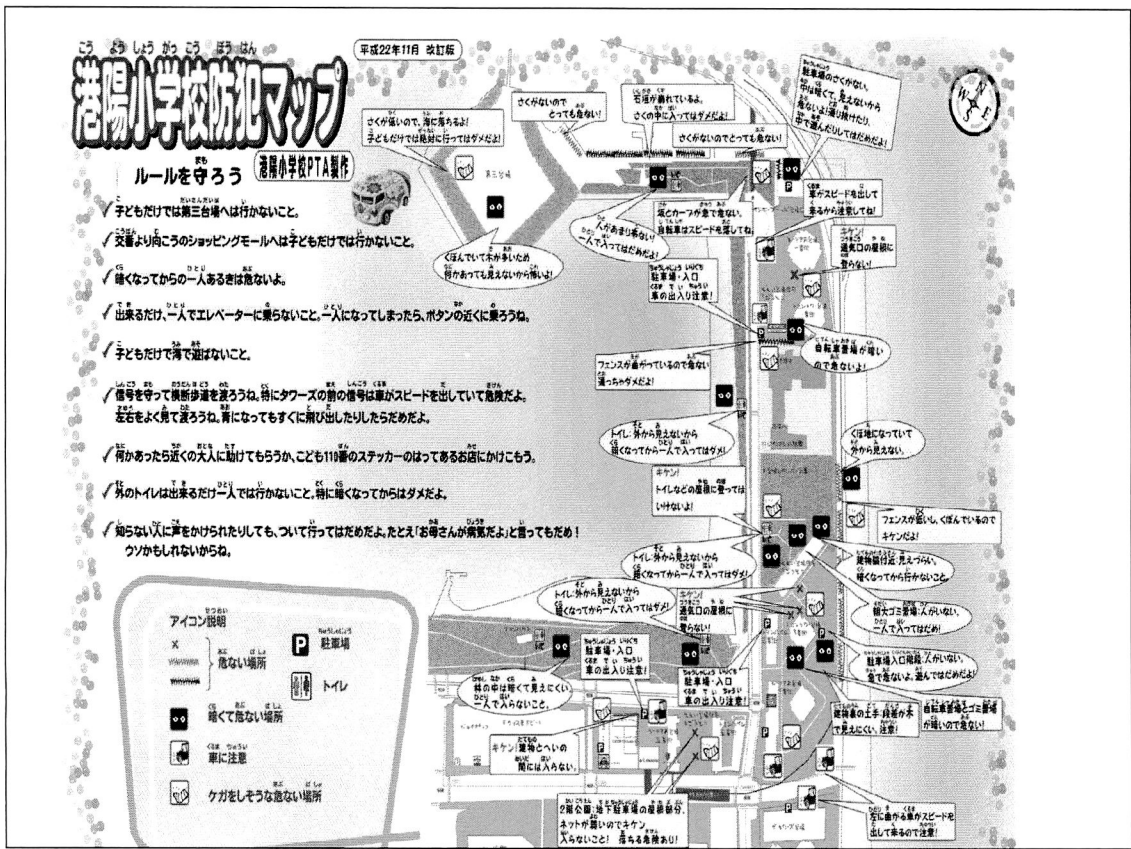 こうようしょうがっこうぼうはん
港陽小学校防犯マップ
平成22年11月 改訂版
港陽小学校PTA製作
ルールを守ろう
子どもだけでは第三台場へは行かないこと。
交番より向こうのショッピングモールへは子どもだけでは行かないこと。
暗くなってからの一人あるきは危ないよ。
出来るだけ、一人でエレベーターに乗らないこと。一人になってしまったら、ボタンの近くに乗ろうね。
子どもだけで海で遊ばないこと。
信号を守って横断歩道を渡ろうね。特にタワーズの前の信号は車がスピードを出していて危険だよ。
左右をよく見て渡ろうね。青になってもすぐに飛び出したりしたらだめだよ。
何かあったら近くの大人に助けてもらうか、こども110番のステッカーのはってあるお店にかけこもう。
外のトイレは出来るだけ一人では行かないこと。特に暗くなってからはダメだよ。
知らない人に声をかけられたりしても、ついて行ってはだめだよ。たとえ「お母さんが病気だよ」と言ってもだめ!
ウソかもしれないからね。
アイコン説明
危ない場所
暗くて危ない場所
車に注意
ケガをしそうな危ない場所
P 駐車場
トイレ
さくが低いので、海に落ちるよ!
子どもだけでは絶対に行ってはダメだよ!
第三台場
くぼんでいて木が多いため
何かあっても見えないから怖いよ!
さくがないので
とっても危ない!
石垣が崩れているよ。
さくの中に入ってはダメだよ!
さくがないのでとっても危ない!
駐車場のさくがない。
中は暗くて、見えないから
危ないよ!通り抜けたり、
中で遊んだりしてはだめだよ!
N
E
S
W
人があまり来ない!
一人で入ってはだめだよ!
坂とカーブが急で危ない。
自転車はスピードを落してね。
車がスピードを出して
来るから注意してね!
キケン!
通気口の屋根に
登らない!
駐車場・入口
車の出入り注意!
自転車置場が暗い
ので危ないよ!
フェンスが曲がっているので危ない
通っちゃダメだよ!
トイレ:外から見えないから
暗くなってから一人で入ってはダメ!
くぼ地になっていて
外から見えない。
キケン!
トイレなどの屋根に登っては
いけないよ!
フェンスが低いし、くぼんでいるので
キケンだよ!
トイレ:外から見えないから
暗くなってから一人で入ってはダメ!
建物脇付近:見えづらい。
暗くなってから行かないこと。
トイレ:外から見えないから
暗くなってから一人で入ってはダメ!
キケン!
通気口の屋根に
登らない!
粗大ゴミ置場:人がいない。
一人で入ってはだめ!
駐車場入口階段:人がいない。
危ないよ。遊んではだめだよ!
林の中は暗くて見えにくい
一人で入らないこと。
駐車場・入口
車の出入り注意!
駐車場・入口
車の出入り注意!
建物裏の土手:段差が木
で見えにくい。注意!
自転車置場とゴミ置場
が暗いので危ない!
キケン!建物とへいの
間には入らない。
2階公園:地下駐車場の屋根部分、
ネットが弱いのでキケン
入らないこと! 落ちる危険あり!
左に曲がる車がスピードを
出して来るので注意!